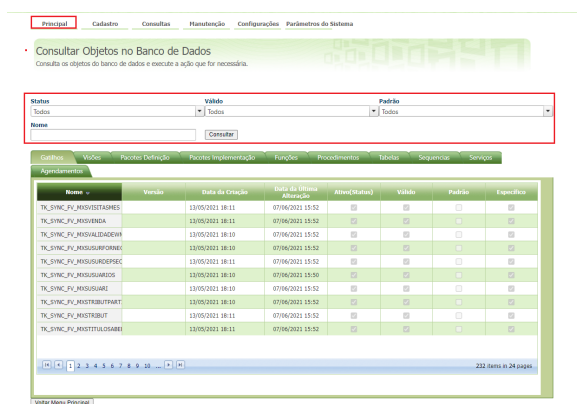 Principal Cadastro Consultas Manutenção Configurações Parâmetros do Sistema
Consultar Objetos no Banco de Dados
Consulta os objetos do banco de dados e execute a ação que for necessária.
Status Válido Padrão
Todos Todos Todos
Nome
Consultar
Gatilhos Visões Pacotes Definição Pacotes Implementação Funções Procedimentos Tabelas Sequencias Serviços
Agendamentos
Nome Versão Data da Criação Data da Última Alteração Ativo(Status) Válido Padrão Específico
TK_SYNC_FV_MXSVISITASMES 13/05/2021 18:11 07/06/2021 15:52
TK_SYNC_FV_MXSVENDA 13/05/2021 18:11 07/06/2021 15:52
TK_SYNC_FV_MXSVALIDADEWN 13/05/2021 18:10 07/06/2021 15:52
TK_SYNC_FV_MXSUSURFORNEC 13/05/2021 18:10 07/06/2021 15:52
TK_SYNC_FV_MXSUSURDEPSEC 13/05/2021 18:11 07/06/2021 15:52
TK_SYNC_FV_MXSUSUARIOS 13/05/2021 18:10 07/06/2021 15:50
TK_SYNC_FV_MXSUSUARI 13/05/2021 18:10 07/06/2021 15:52
TK_SYNC_FV_MXSTRIBUTPART 13/05/2021 18:10 07/06/2021 15:52
TK_SYNC_FV_MXSTRIBUT 13/05/2021 18:11 07/06/2021 15:52
TK_SYNC_FV_MXSTITULOSABE 13/05/2021 18:11 07/06/2021 15:52
1 2 3 4 5 6 7 8 9 10 ... 232 items in 24 pages
Voltar Menu Principal